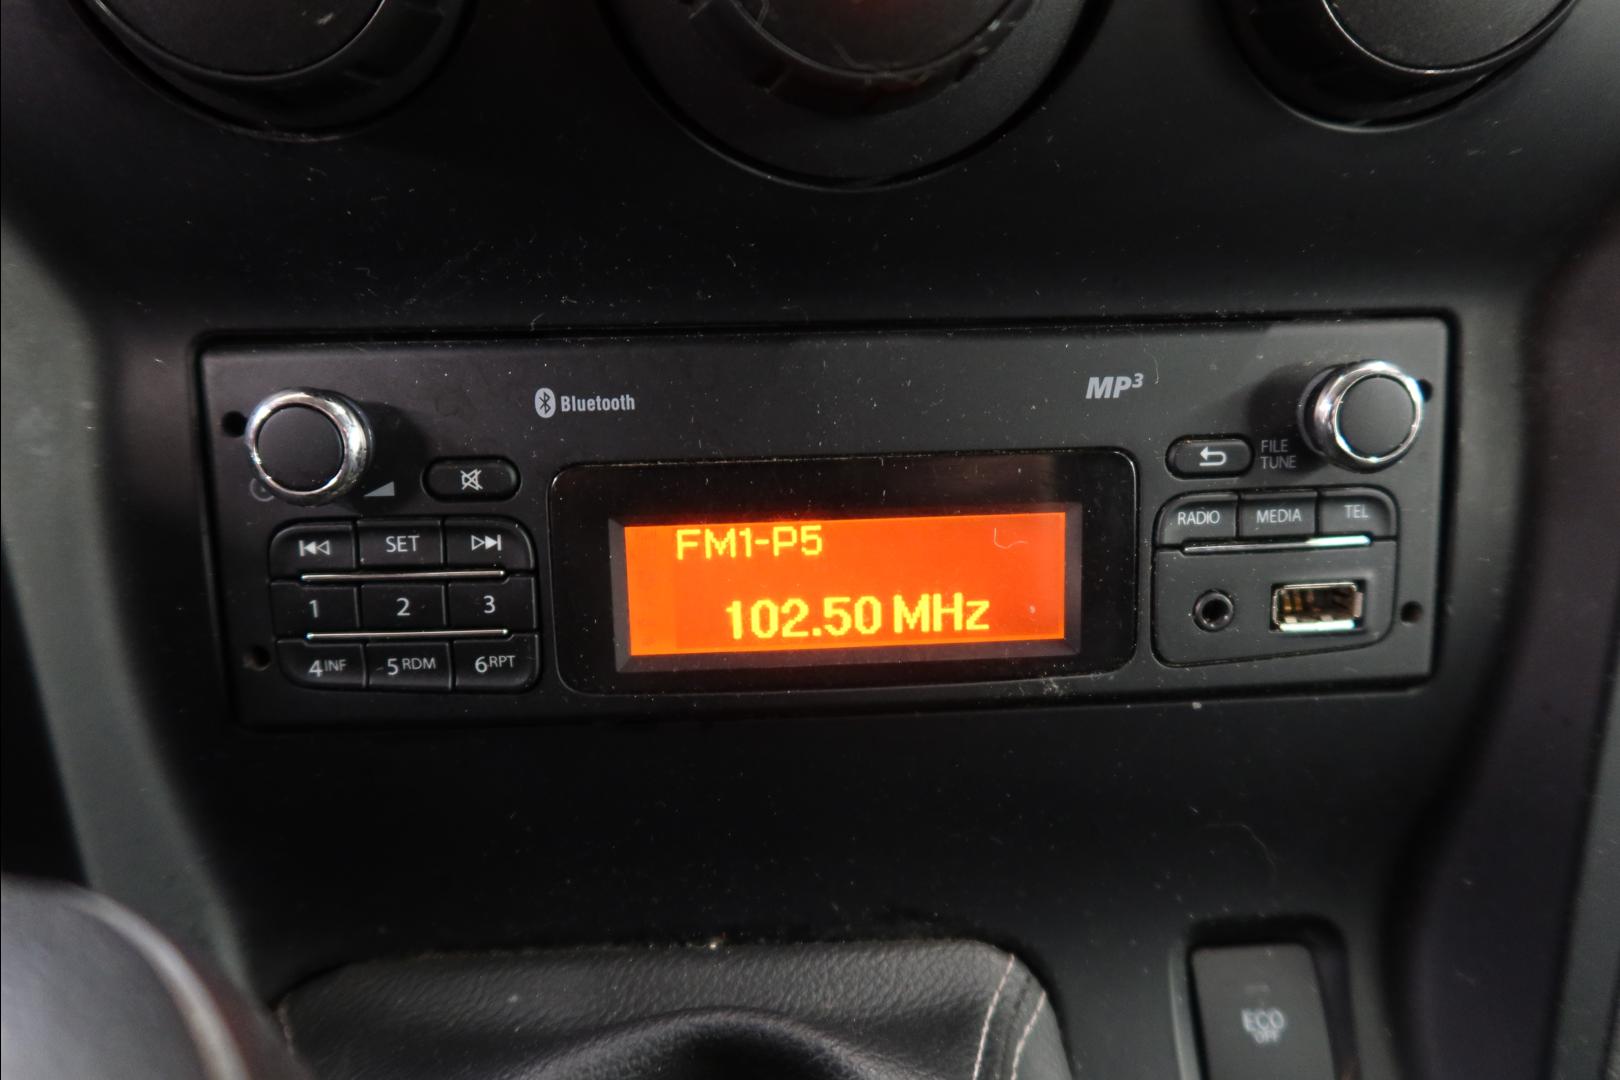 Bluetooth
MP3
FILE
TUNE
SET
FM1-P5
RADIO MEDIA TEL
1 2 3
102.50 MHz
4INF 5RDM 6RPT
ECO
OFF